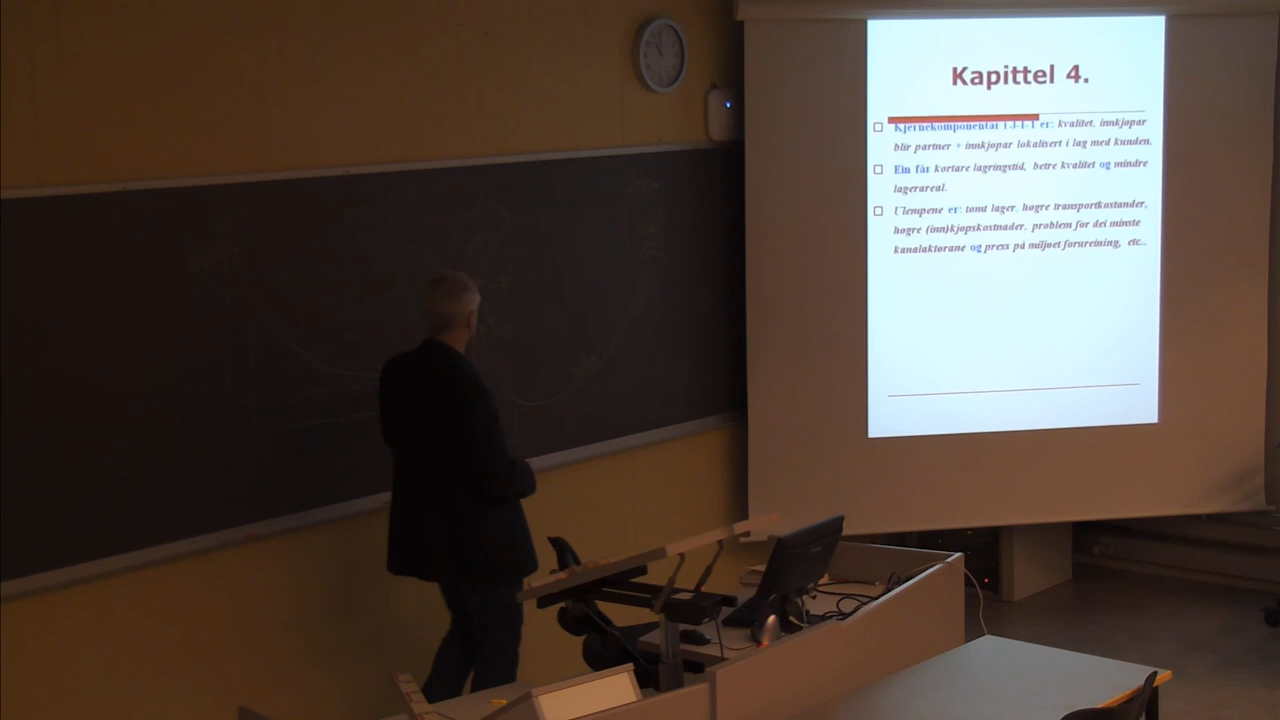 Kapittel 4.
Kjernekomponentar i J-I-T er: kvalitet, innkjøpar
blir partner + innkjøpar lokalisert i lag med kunden.
Ein får kortare lagringstid, betre kvalitet og mindre
lagerareal.
Ulempene er: tomt lager, høgre transportkostander,
høgre (inn)kjøpskostnader, problem for dei minste
kanalaktørane og press på miljøet forureining, etc..